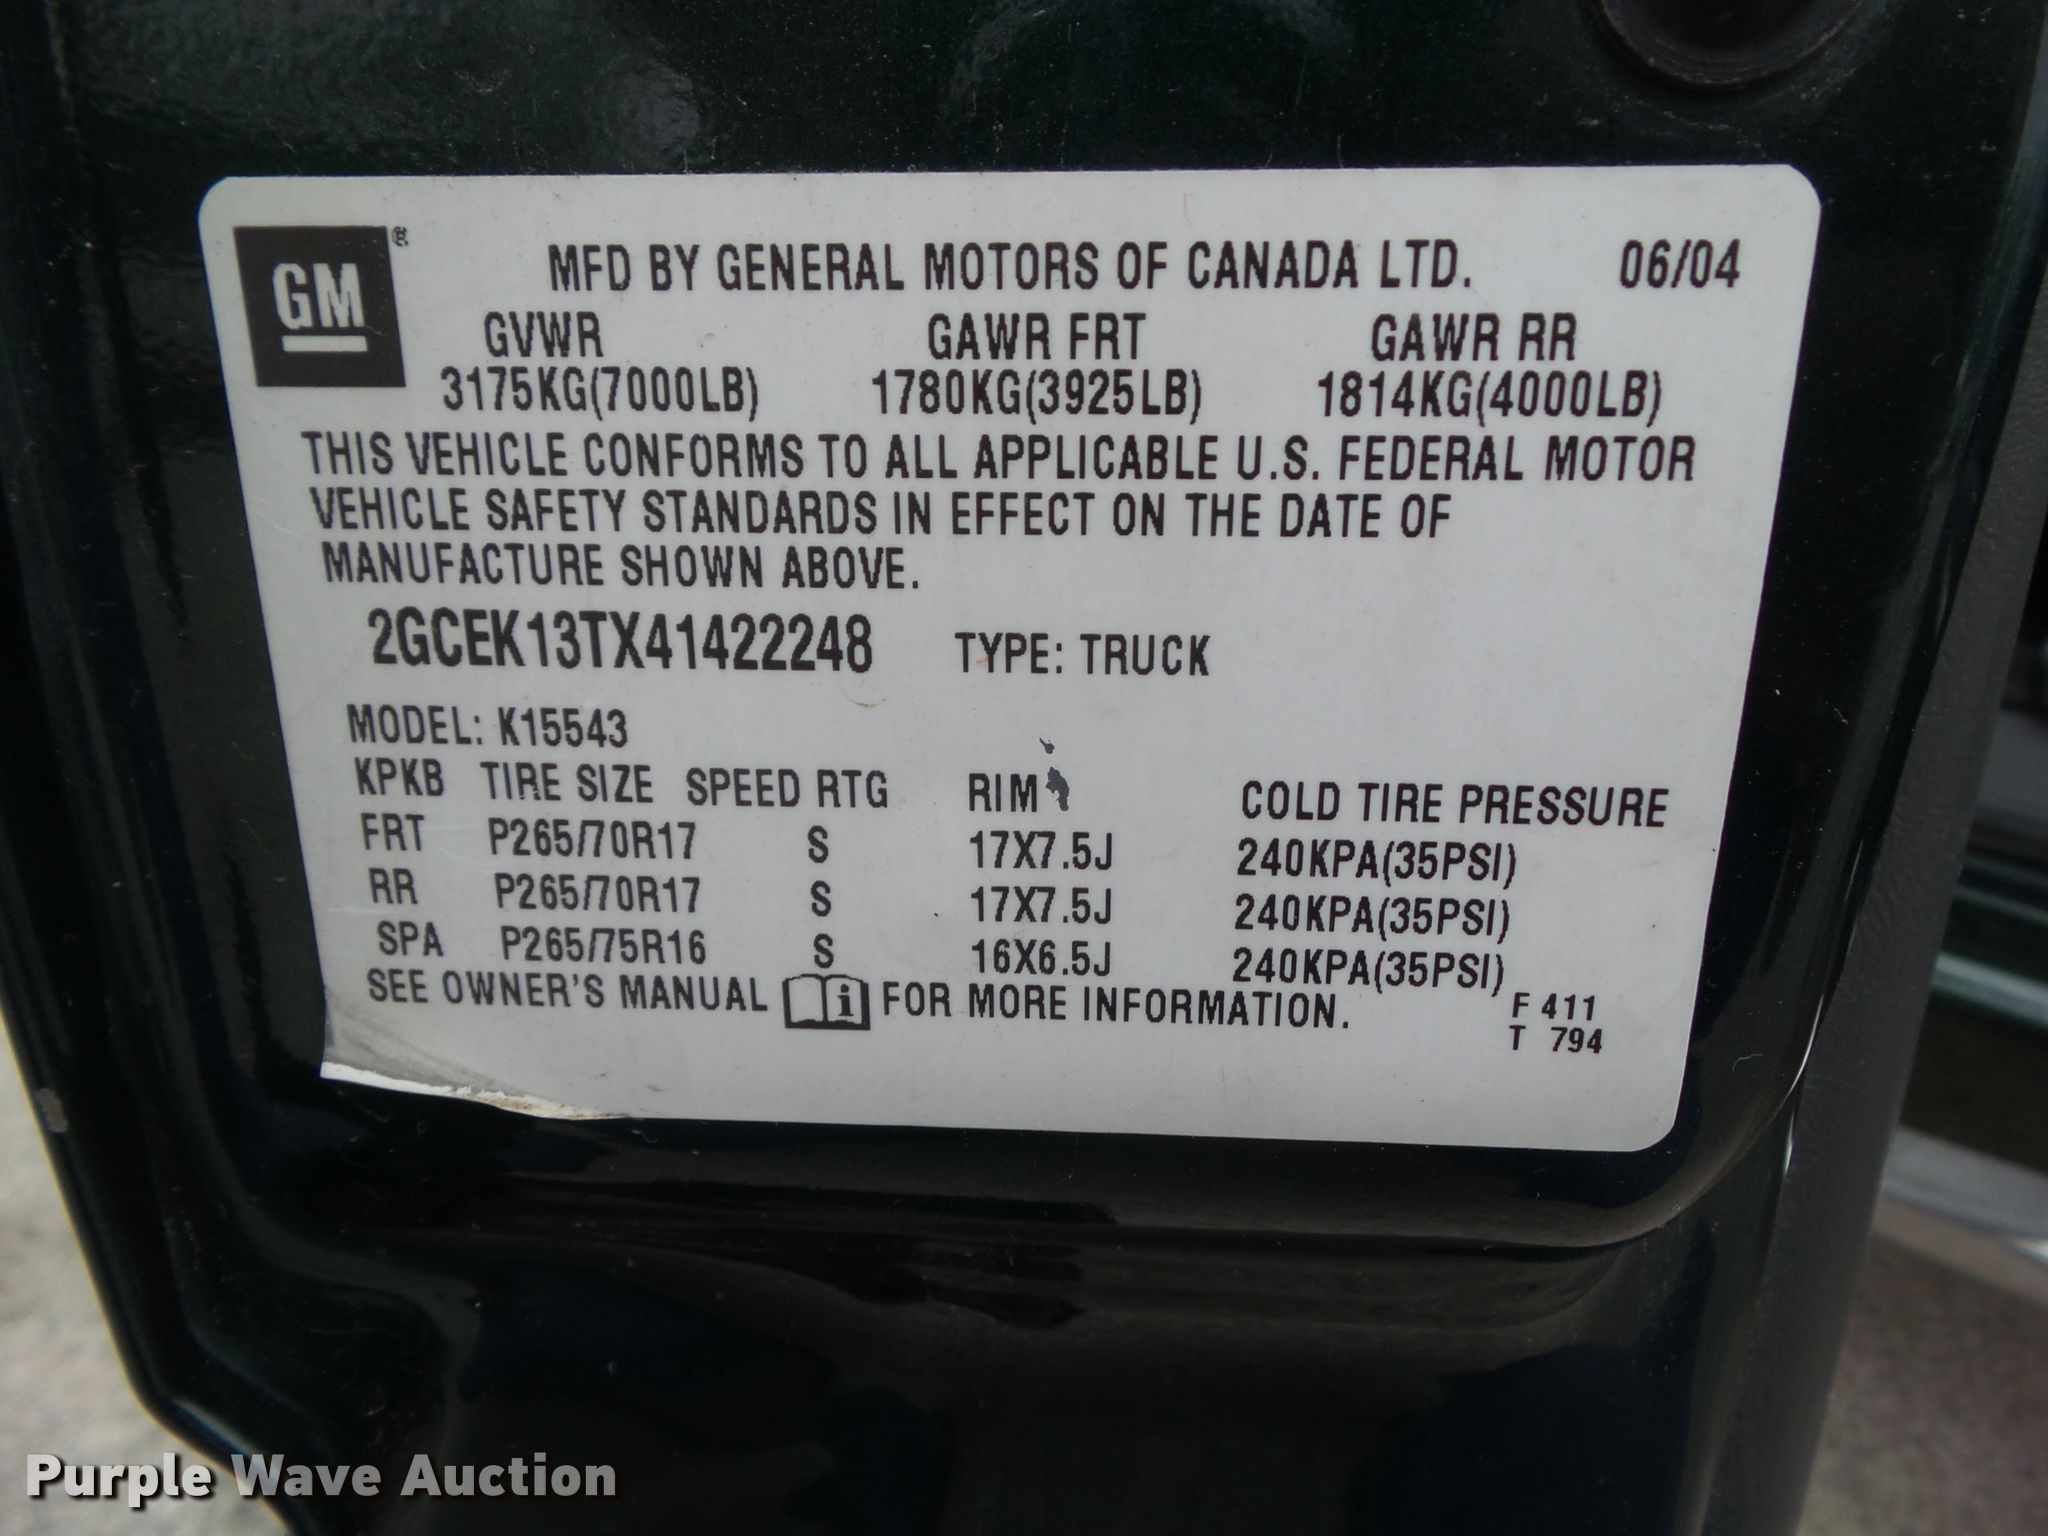 GM®
MFD BY GENERAL MOTORS OF CANADA LTD. 06/04
GVWR GAWR FRT GAWR RR
3175KG(7000LB) 1780KG(3925LB) 1814KG(4000LB)
THIS VEHICLE CONFORMS TO ALL APPLICABLE U.S. FEDERAL MOTOR
VEHICLE SAFETY STANDARDS IN EFFECT ON THE DATE OF
MANUFACTURE SHOWN ABOVE.
2GCEK13TX41422248 TYPE: TRUCK
MODEL: K15543
KPKB TIRE SIZE SPEED RTG RIM COLD TIRE PRESSURE
FRT P265/70R17 S 17X7.5J 240KPA(35PSI)
RR P265/70R17 S 17X7.5J 240KPA(35PSI)
SPA P265/75R16 S 16X6.5J 240KPA(35PSI)
SEE OWNER'S MANUAL i FOR MORE INFORMATION.
F 411
T 794
Purple Wave Auction